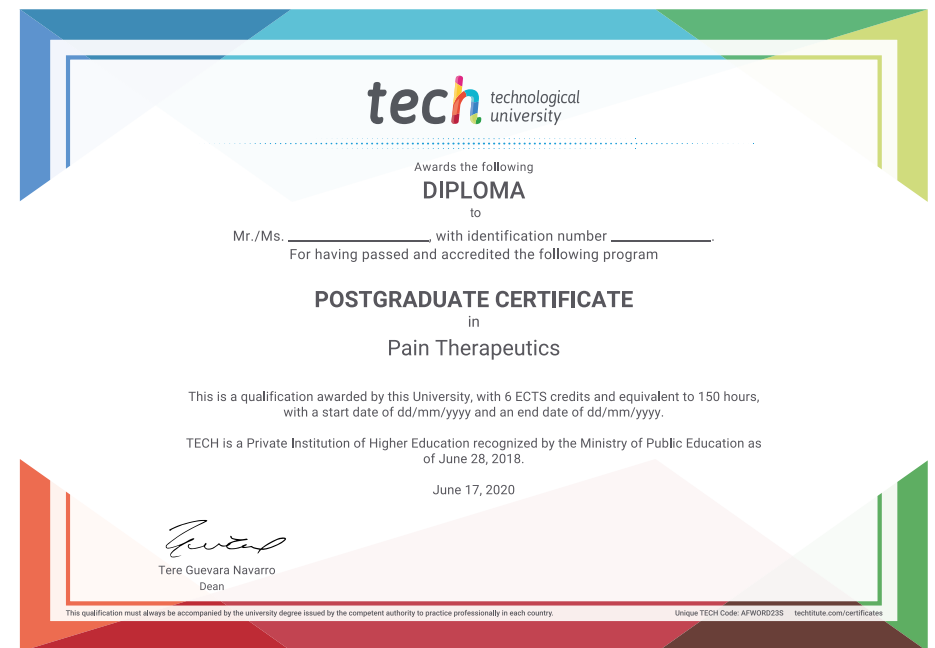 tech technological
university
Awards the following
DIPLOMA
to
Mr./Ms. ____________________, with identification number ______________.
For having passed and accredited the following program
POSTGRADUATE CERTIFICATE
in
Pain Therapeutics
This is a qualification awarded by this University, with 6 ECTS credits and equivalent to 150 hours,
with a start date of dd/mm/yyyy and an end date of dd/mm/yyyy.
TECH is a Private Institution of Higher Education recognized by the Ministry of Public Education as
of June 28, 2018.
June 17, 2020
Tere Guevara Navarro
Dean
This qualification must always be accompanied by the university degree issued by the competent authority to practice professionally in each country.
Unique TECH Code: AFWORD23S techtitute.com/certificates